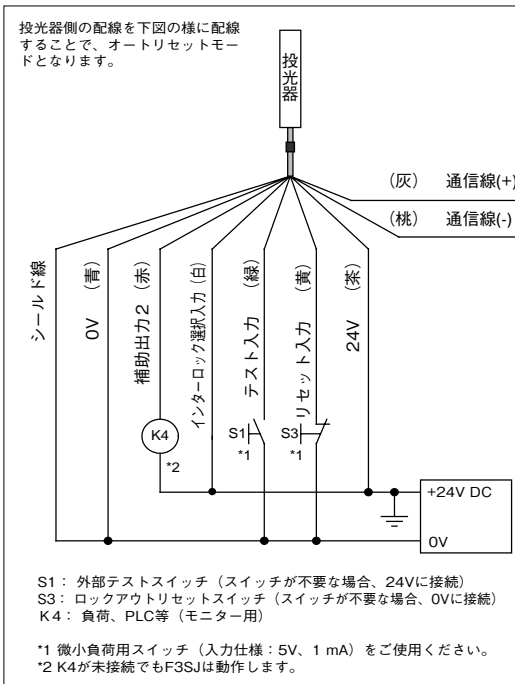 投光器側の配線を下図の様に配線
することで、オートリセットモー
ドとなります。
投光器
(灰) 通信線(+)
(桃) 通信線(-)
シールド線
0V (青)
補助出力2 (赤)
インターロック選択入力 (白)
テスト入力 (緑)
リセット入力 (黄)
24V (茶)
K4
*2
S1
*1
S3
*1
+24V DC
0V
S1： 外部テストスイッチ（スイッチが不要な場合、24Vに接続）
S3： ロックアウトリセットスイッチ（スイッチが不要な場合、0Vに接続）
K4： 負荷、PLC等（モニター用）
*1 微小負荷用スイッチ（入力仕様：5V、1 mA）をご使用ください。
*2 K4が未接続でもF3SJは動作します。